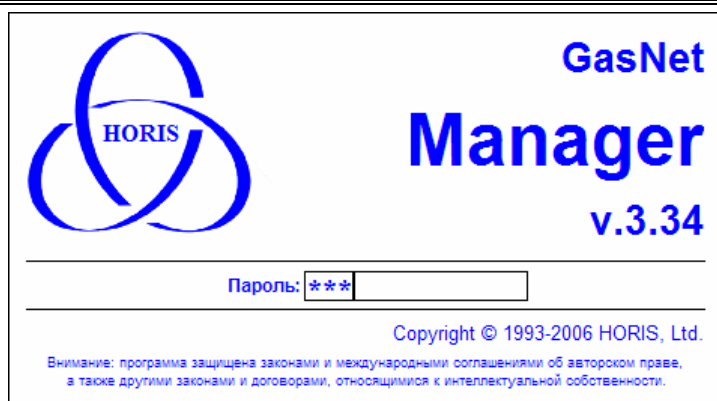 GasNet
HORIS
Manager
v.3.34
Пароль: ***
Copyright © 1993-2006 HORIS, Ltd.
Внимание: программа защищена законами и международными соглашениями об авторском праве,
а также другими законами и договорами, относящимися к интеллектуальной собственности.